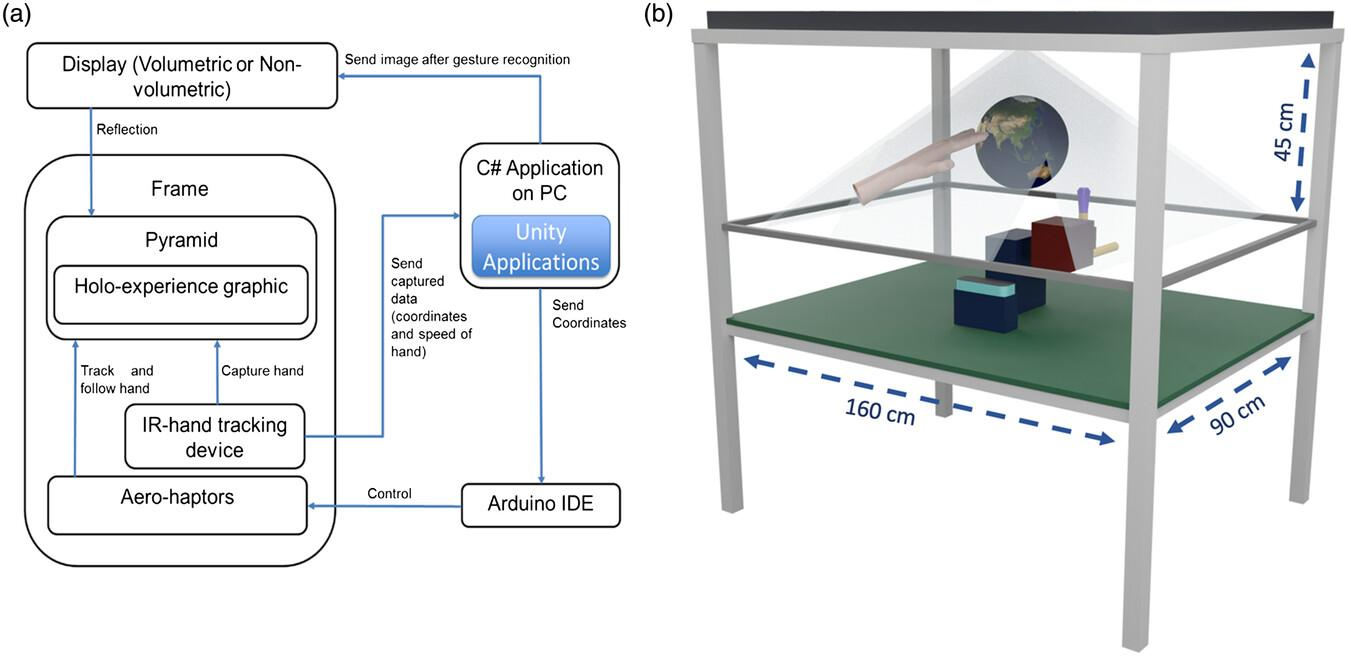 (a)
Display (Volumetric or Non-
volumetric)
Send image after gesture recognition
Reflection
Frame
Pyramid
Holo-experience graphic
C# Application
on PC
Unity
Applications
Send
captured
data
(coordinates
and speed of
hand)
Send
Coordinates
Track and
follow hand
Capture hand
IR-hand tracking
device
Aero-haptors
Control
Arduino IDE
(b)
45 cm
160 cm
90 cm